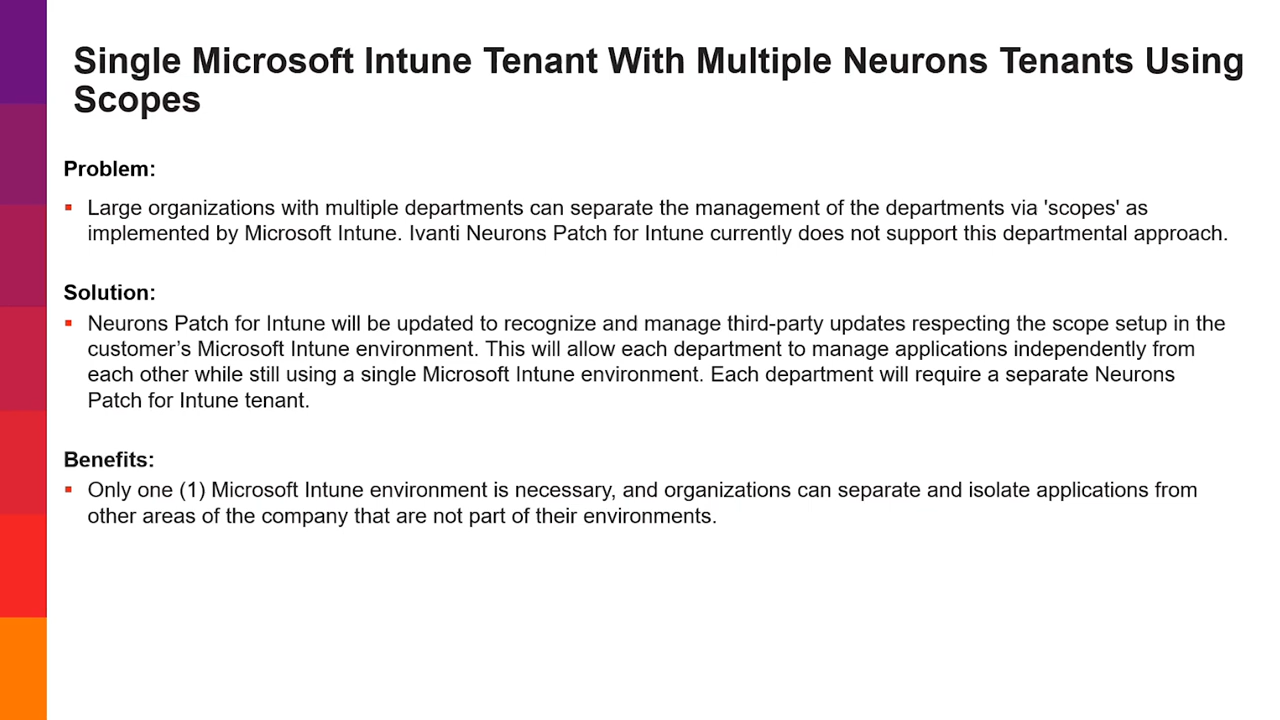 Single Microsoft Intune Tenant With Multiple Neurons Tenants Using
Scopes
Problem:
▪ Large organizations with multiple departments can separate the management of the departments via 'scopes' as
implemented by Microsoft Intune. Ivanti Neurons Patch for Intune currently does not support this departmental approach.
Solution:
▪ Neurons Patch for Intune will be updated to recognize and manage third-party updates respecting the scope setup in the
customer’s Microsoft Intune environment. This will allow each department to manage applications independently from
each other while still using a single Microsoft Intune environment. Each department will require a separate Neurons
Patch for Intune tenant.
Benefits:
▪ Only one (1) Microsoft Intune environment is necessary, and organizations can separate and isolate applications from
other areas of the company that are not part of their environments.